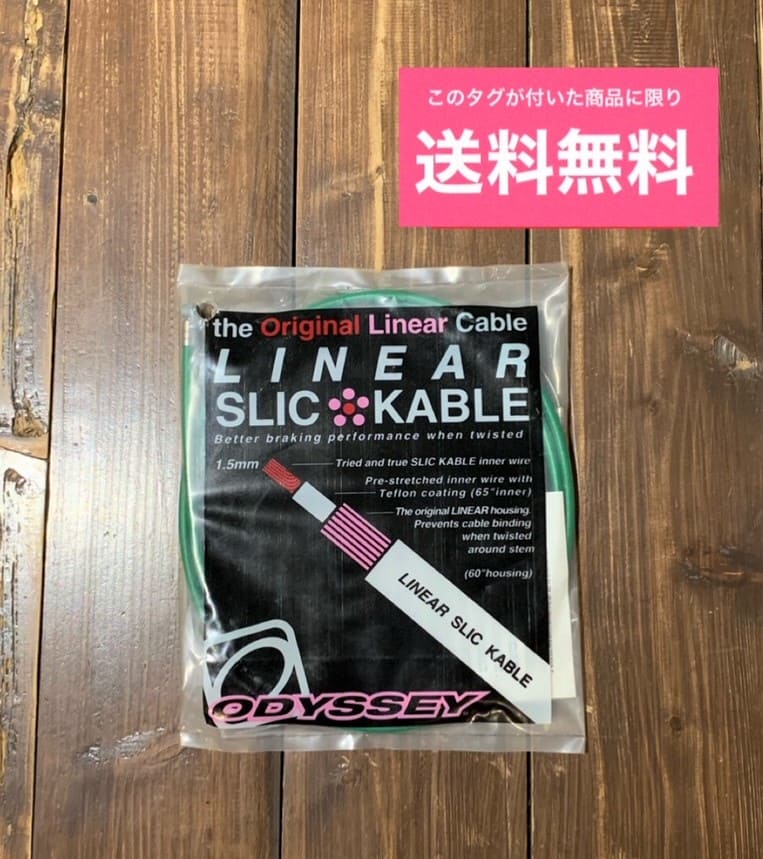 このタグが付いた商品に限り
送料無料
the Original Linear Cable
LINEAR
SLIC KABLE
Better braking performance when twisted
1.5mm
Tried and true SLIC KABLE inner wire
Pre-stretched inner wire with
Teflon coating (65"inner)
The original LINEAR housing.
Prevents cable binding
when twisted
around stem
(60"housing)
LINEAR SLIC KABLE
ODYSSEY